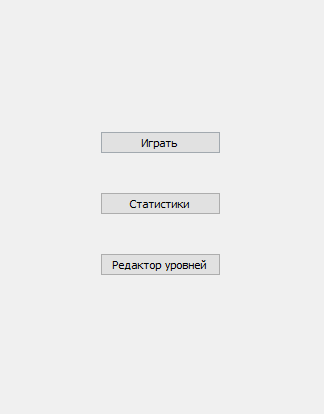 Играть
Статистики
Редактор уровней